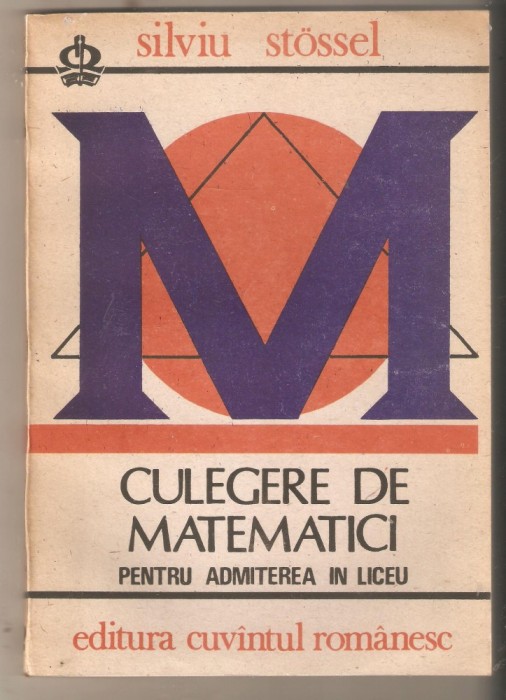 silviu stössel
M
CULEGERE DE
MATEMATICI
PENTRU ADMITEREA IN LICEU
editura cuvîntul românesc